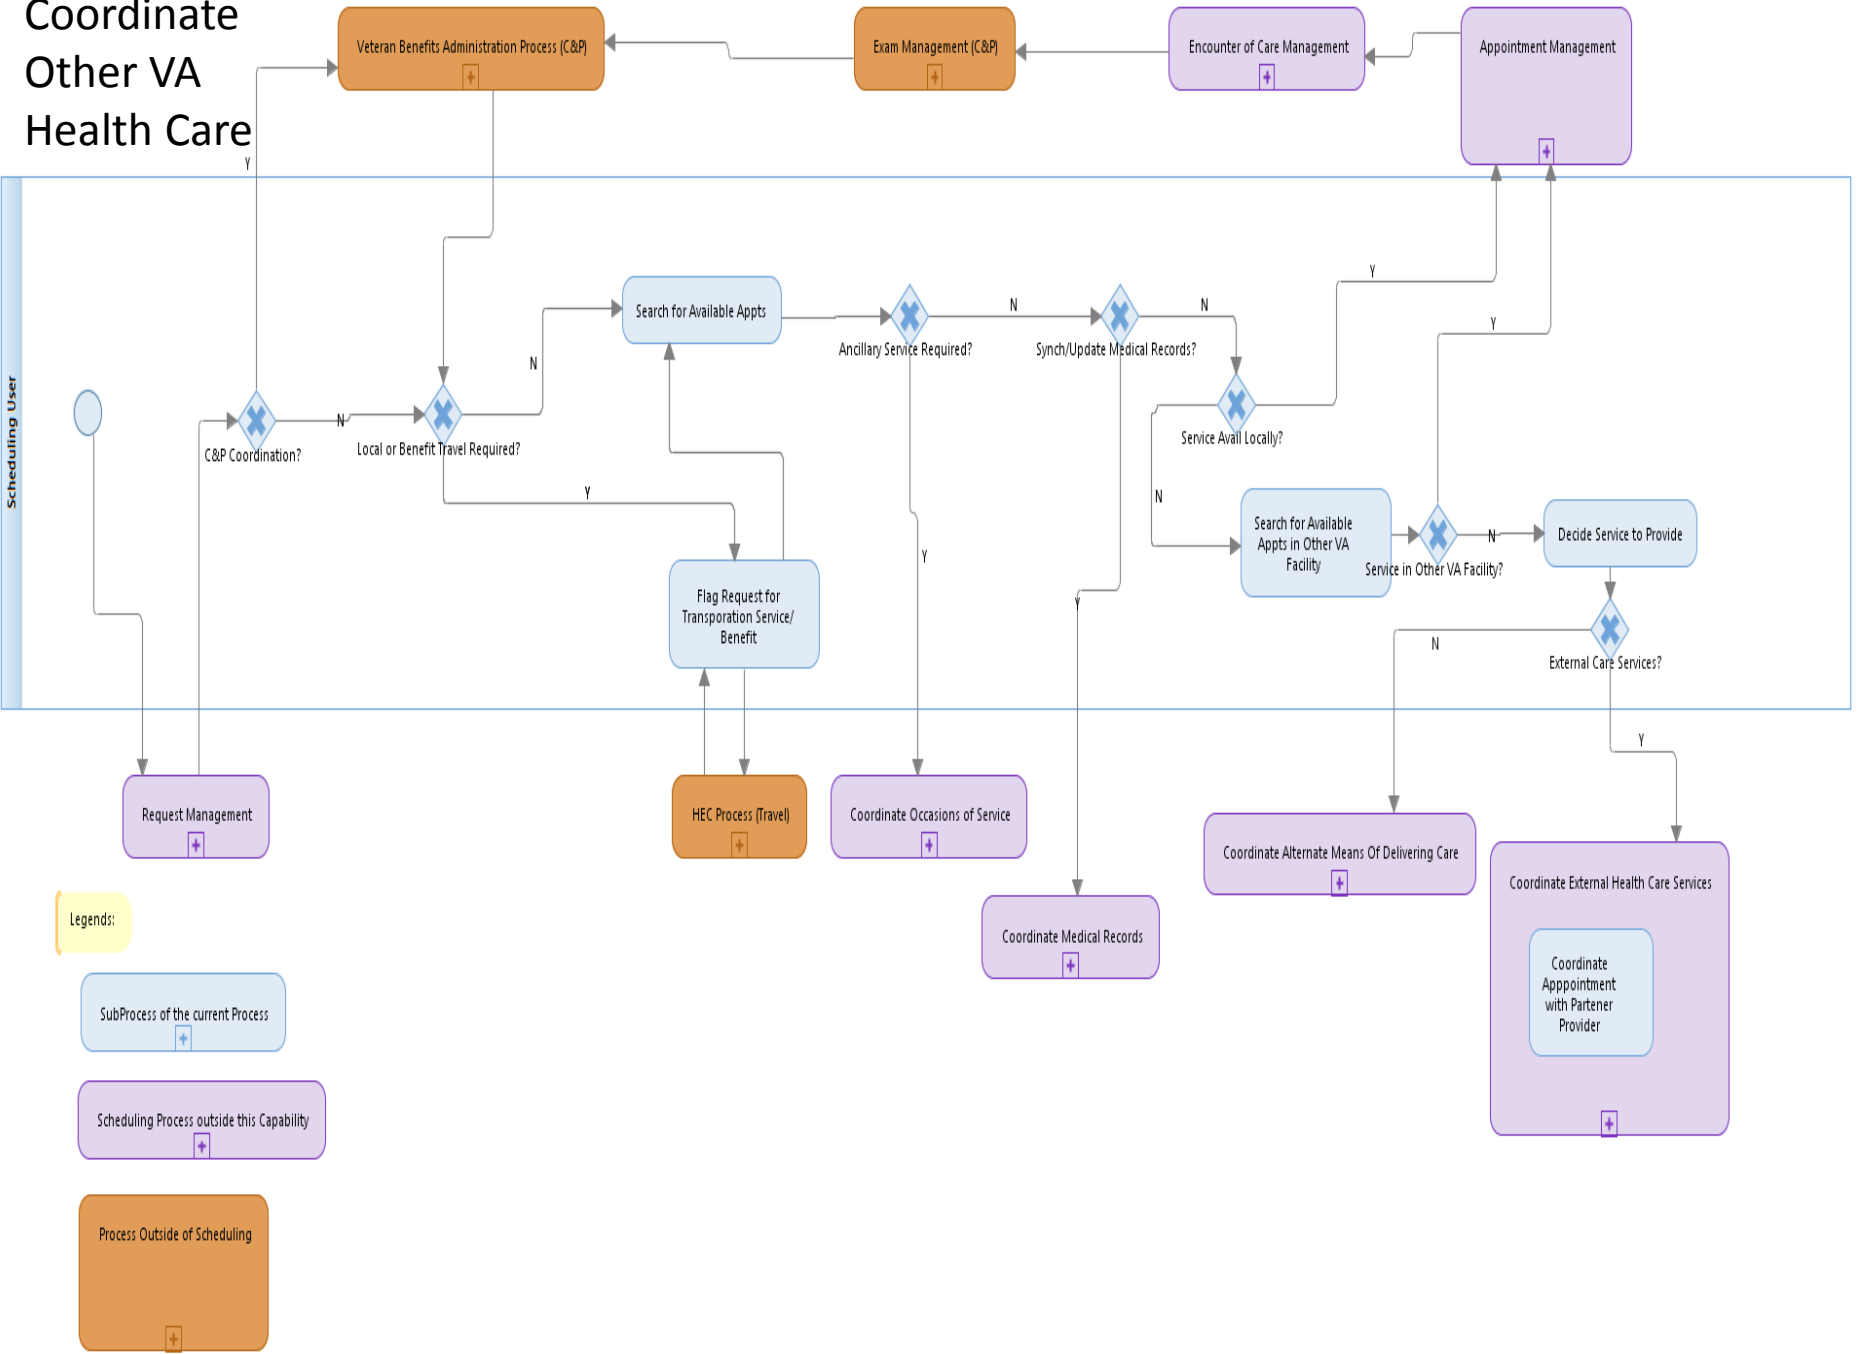 Coordinate
Other VA
Health Care
Veteran Benefits Administration Process (C&P)
Exam Management (C&P)
Encounter of Care Management
Appointment Management
Y
Scheduling User
Y
Search for Available Appts
N
N
Y
Ancillary Service Required?
Synch/Update Medical Records?
N
N
C&P Coordination?
Local or Benefit Travel Required?
Service Avail Locally?
Y
N
Search for Available
Appts in Other VA
Facility
Y
N
Decide Service to Provide
Service in Other VA Facility?
Flag Request for
Transporation Service/
Benefit
Y
N
External Care Services?
Y
Request Management
HEC Process (Travel)
Coordinate Occasions of Service
Coordinate Alternate Means Of Delivering Care
Coordinate External Health Care Services
Legends:
Coordinate Medical Records
Coordinate
Apppointment
with Partener
Provider
SubProcess of the current Process
Scheduling Process outside this Capability
Process Outside of Scheduling